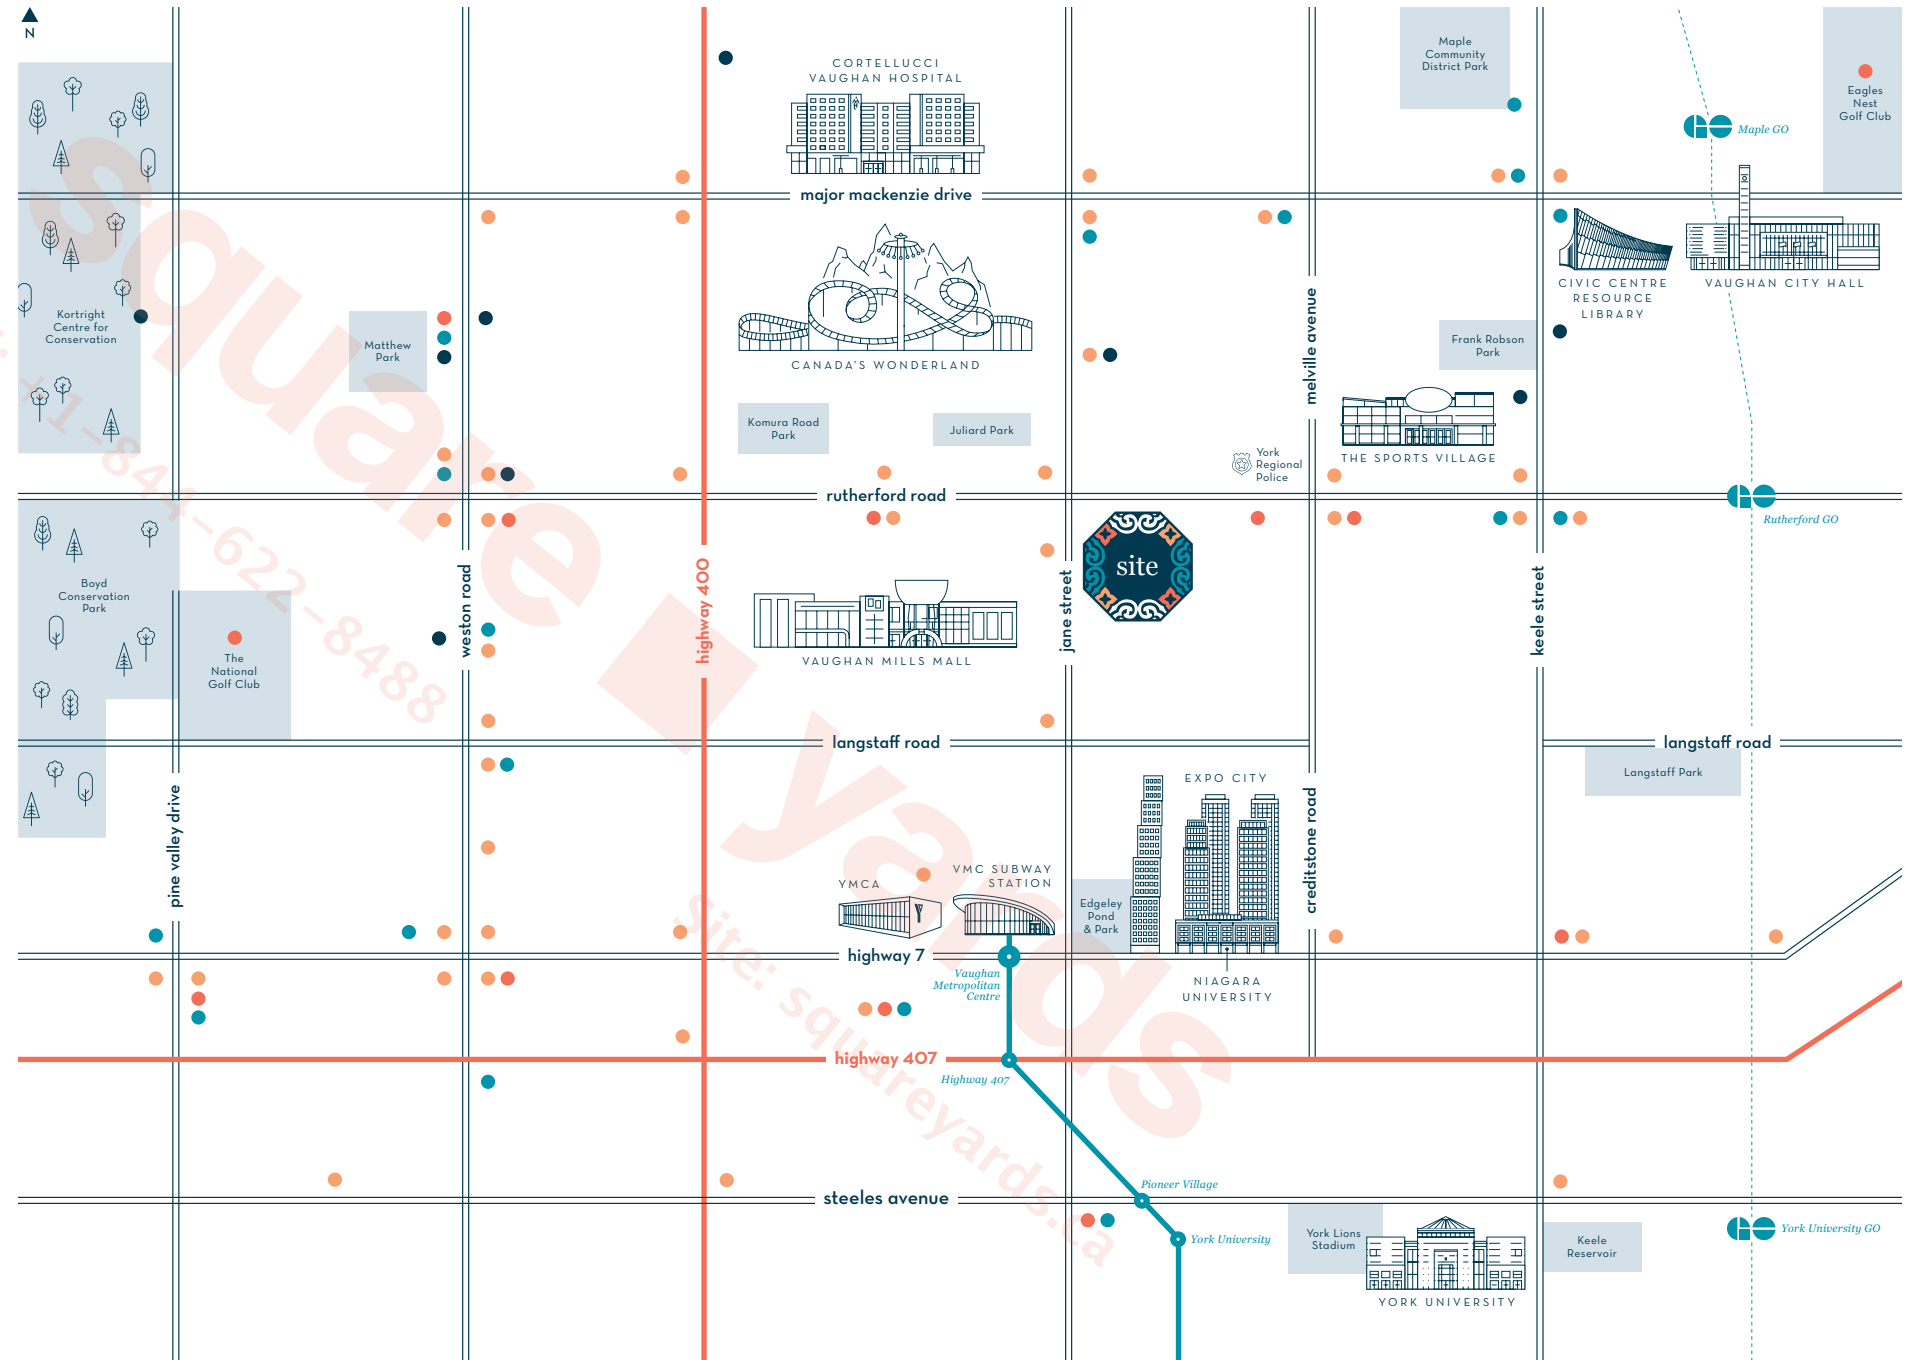 N
CORTELLUCCI
VAUGHAN HOSPITAL
Maple
Community
District Park
Eagles
Nest
Golf Club
Maple GO
major mackenzie drive
CIVIC CENTRE
RESOURCE
LIBRARY
VAUGHAN CITY HALL
Kortright
Centre for
Conservation
Matthew
Park
CANADA'S WONDERLAND
melville avenue
Frank Robson
Park
Komura Road
Park
Juliard Park
York
Regional
Police
THE SPORTS VILLAGE
rutherford road
Rutherford GO
Boyd
Conservation
Park
The
National
Golf Club
weston road
highway 400
VAUGHAN MILLS MALL
jane street
site
keele street
langstaff road
langstaff road
Langstaff Park
pine valley drive
EXPO CITY
creditstone road
YMCA
VMC SUBWAY
STATION
Edgeley
Pond
& Park
highway 7
Vaughan
Metropolitan
Centre
NIAGARA
UNIVERSITY
highway 407
Highway 407
Pioneer Village
steeles avenue
York University
York Lions
Stadium
Keele
Reservoir
York University GO
YORK UNIVERSITY
square yards
+1-844-622-8488
Site: squareyards.ca